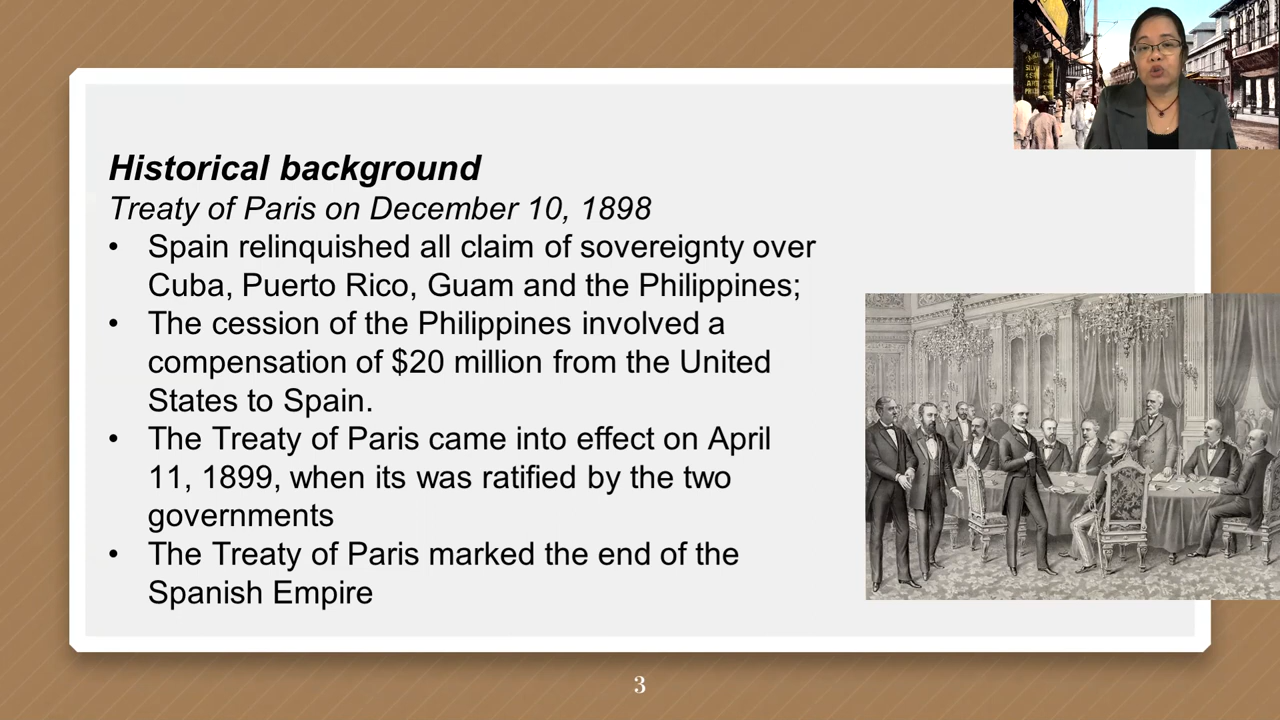 Historical background
Treaty of Paris on December 10, 1898
• Spain relinquished all claim of sovereignty over
Cuba, Puerto Rico, Guam and the Philippines;
• The cession of the Philippines involved a
compensation of $20 million from the United
States to Spain.
• The Treaty of Paris came into effect on April
11, 1899, when its was ratified by the two
governments
• The Treaty of Paris marked the end of the
Spanish Empire
3